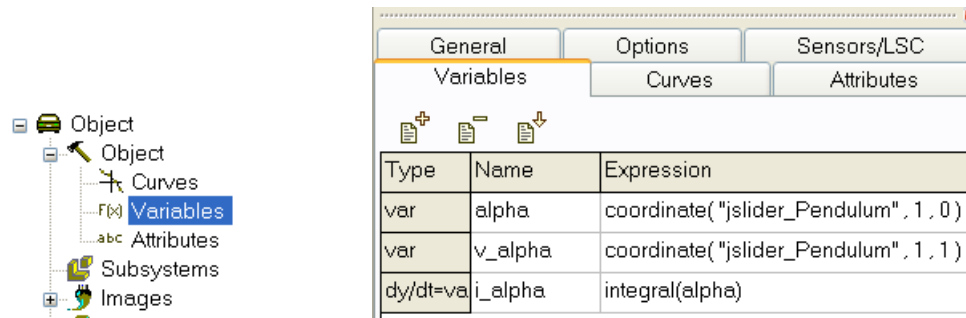 Object
Object
Curves
F(x) Variables
abc Attributes
Subsystems
Images
General Options Sensors/LSC
Variables Curves Attributes
Type Name Expression
var alpha coordinate( "jslider_Pendulum" , 1 , 0 )
var v_alpha coordinate( "jslider_Pendulum" , 1 , 1 )
dy/dt=va i_alpha integral(alpha)